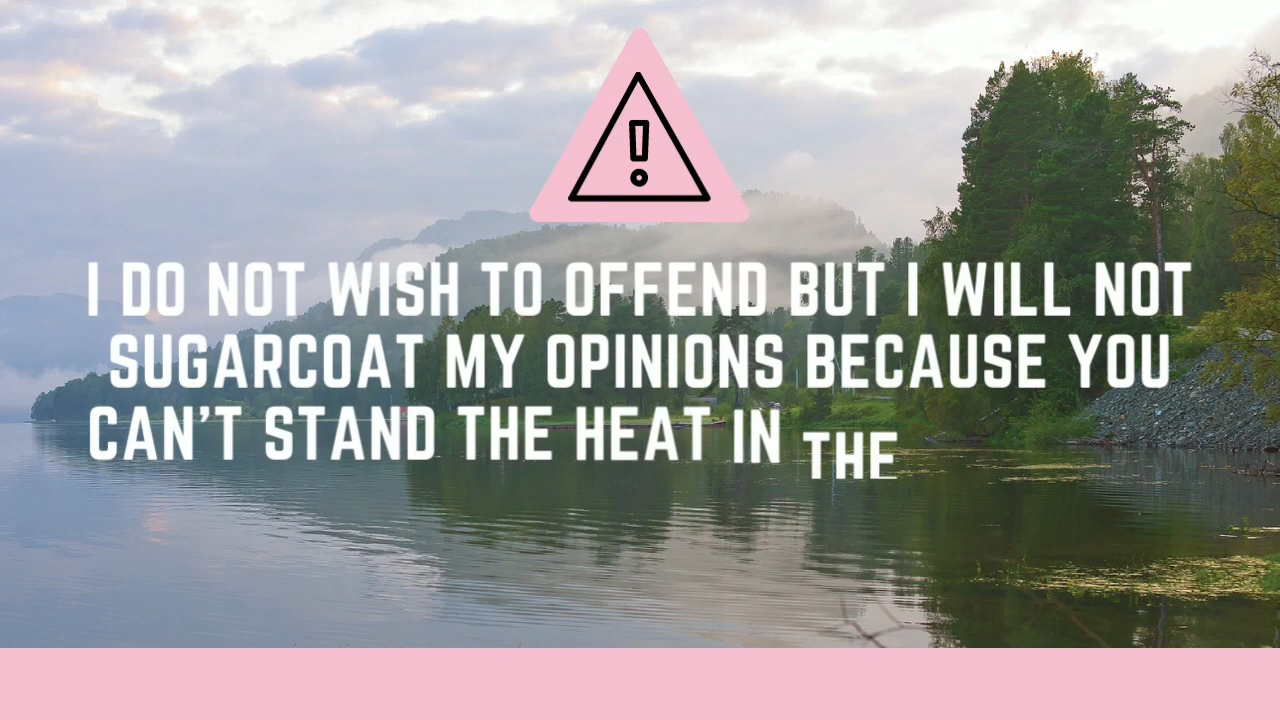 I DO NOT WISH TO OFFEND BUT I WILL NOT
SUGARCOAT MY OPINIONS BECAUSE YOU
CAN'T STAND THE HEAT IN THE